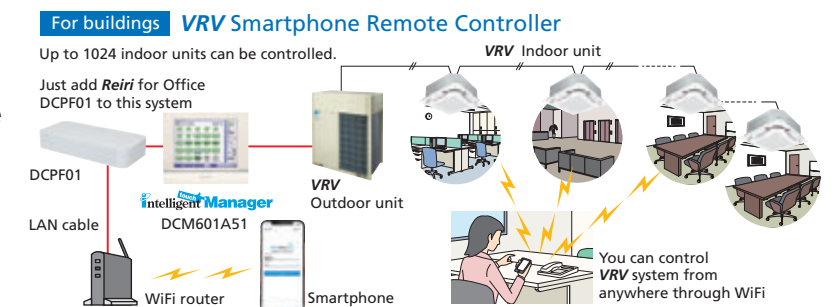 For buildings VRV Smartphone Remote Controller
Up to 1024 indoor units can be controlled.
VRV Indoor unit
Just add Reiri for Office
DCPF01 to this system
DCPF01
intelligent touch Manager
DCM601A51
VRV
Outdoor unit
LAN cable
WiFi router
Smartphone
You can control
VRV system from
anywhere through WiFi